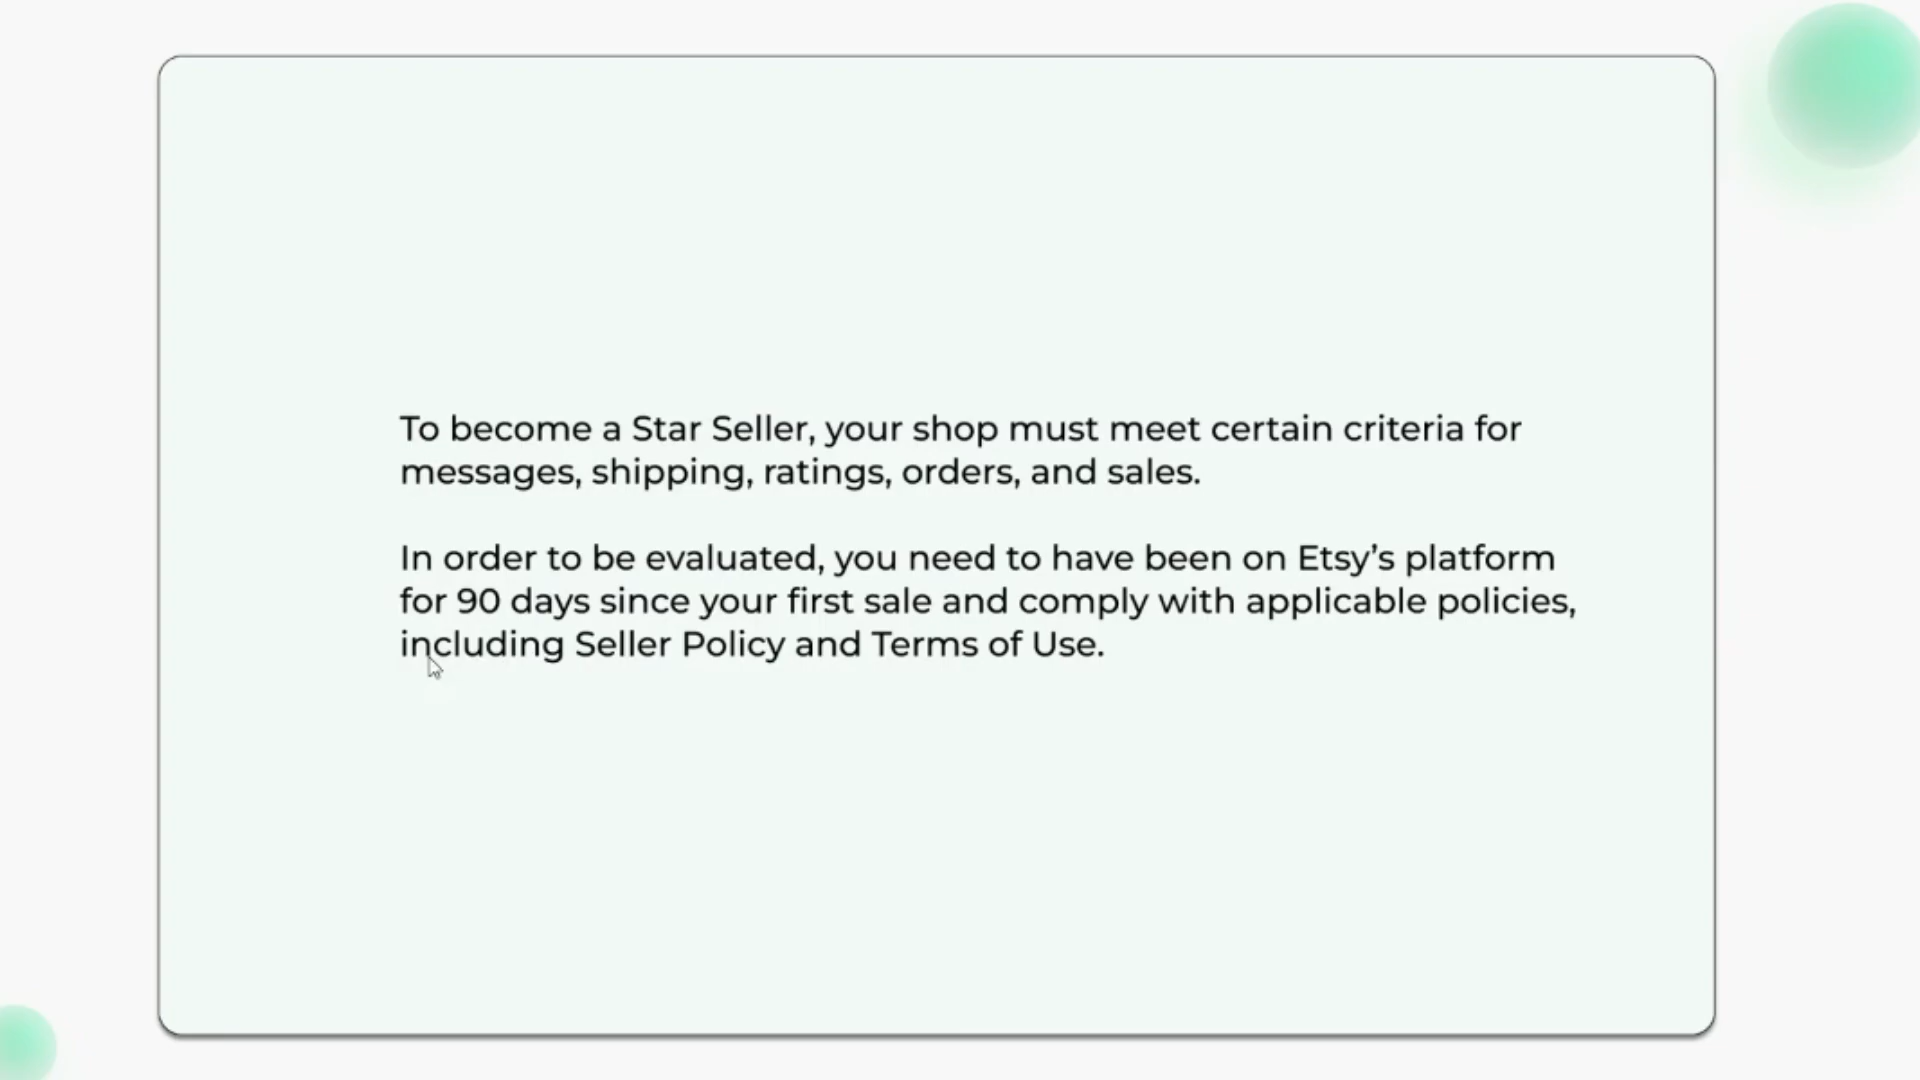 To become a Star Seller, your shop must meet certain criteria for
messages, shipping, ratings, orders, and sales.
In order to be evaluated, you need to have been on Etsy’s platform
for 90 days since your first sale and comply with applicable policies,
including Seller Policy and Terms of Use.